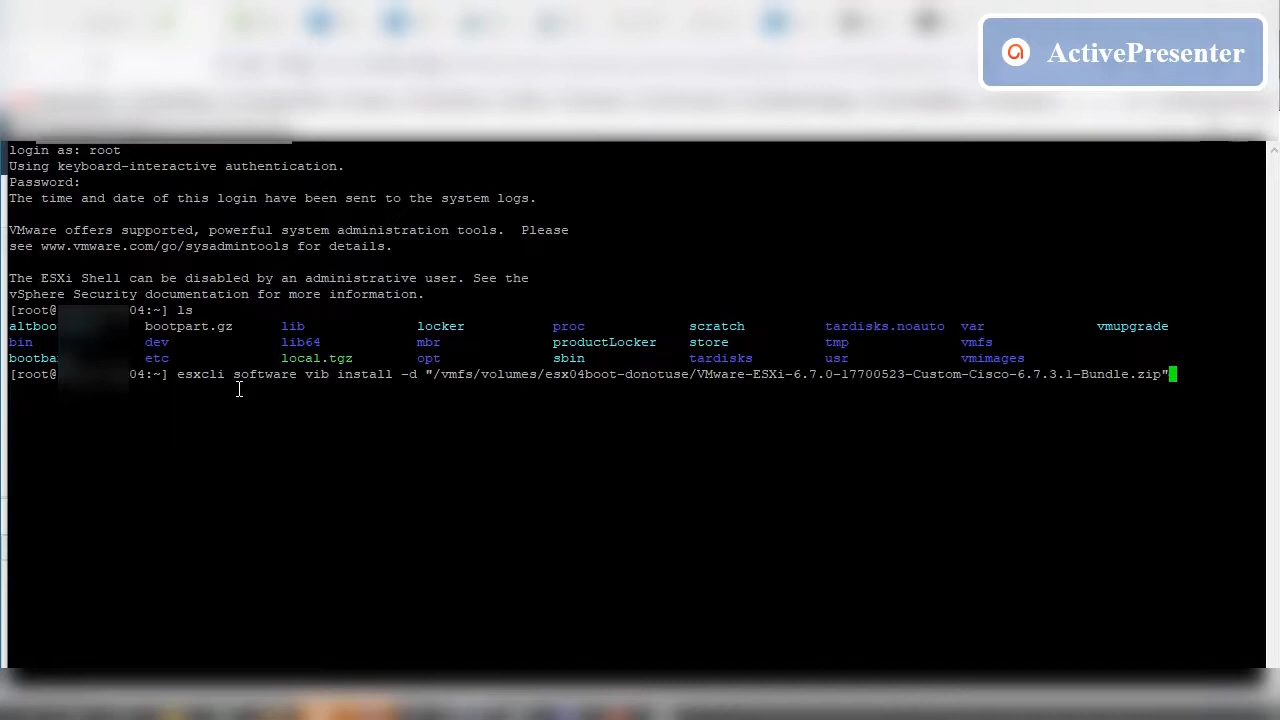 ActivePresenter
login as: root
Using keyboard-interactive authentication.
Password:
The time and date of this login have been sent to the system logs.
VMware offers supported, powerful system administration tools.  Please
see www.vmware.com/go/sysadmintools for details.
The ESXi Shell can be disabled by an administrative user. See the
vSphere Security documentation for more information.
[root@ 04:~] ls
bootpart.gz lib locker proc scratch tardisks.noauto var vmupgrade
bin dev lib64 mbr productLocker store tmp vmfs
etc local.tgz opt sbin tardisks usr vmimages
[root@ 04:~] esxcli software vib install -d "/vmfs/volumes/esx04boot-donotuse/VMware-ESXi-6.7.0-17700523-Custom-Cisco-6.7.3.1-Bundle.zip"